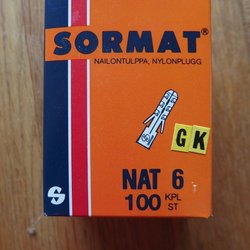 SORMAT®
NAILONTULPPA, NYLONPLUGG
GK
NAT 6
100 KPL
ST
S